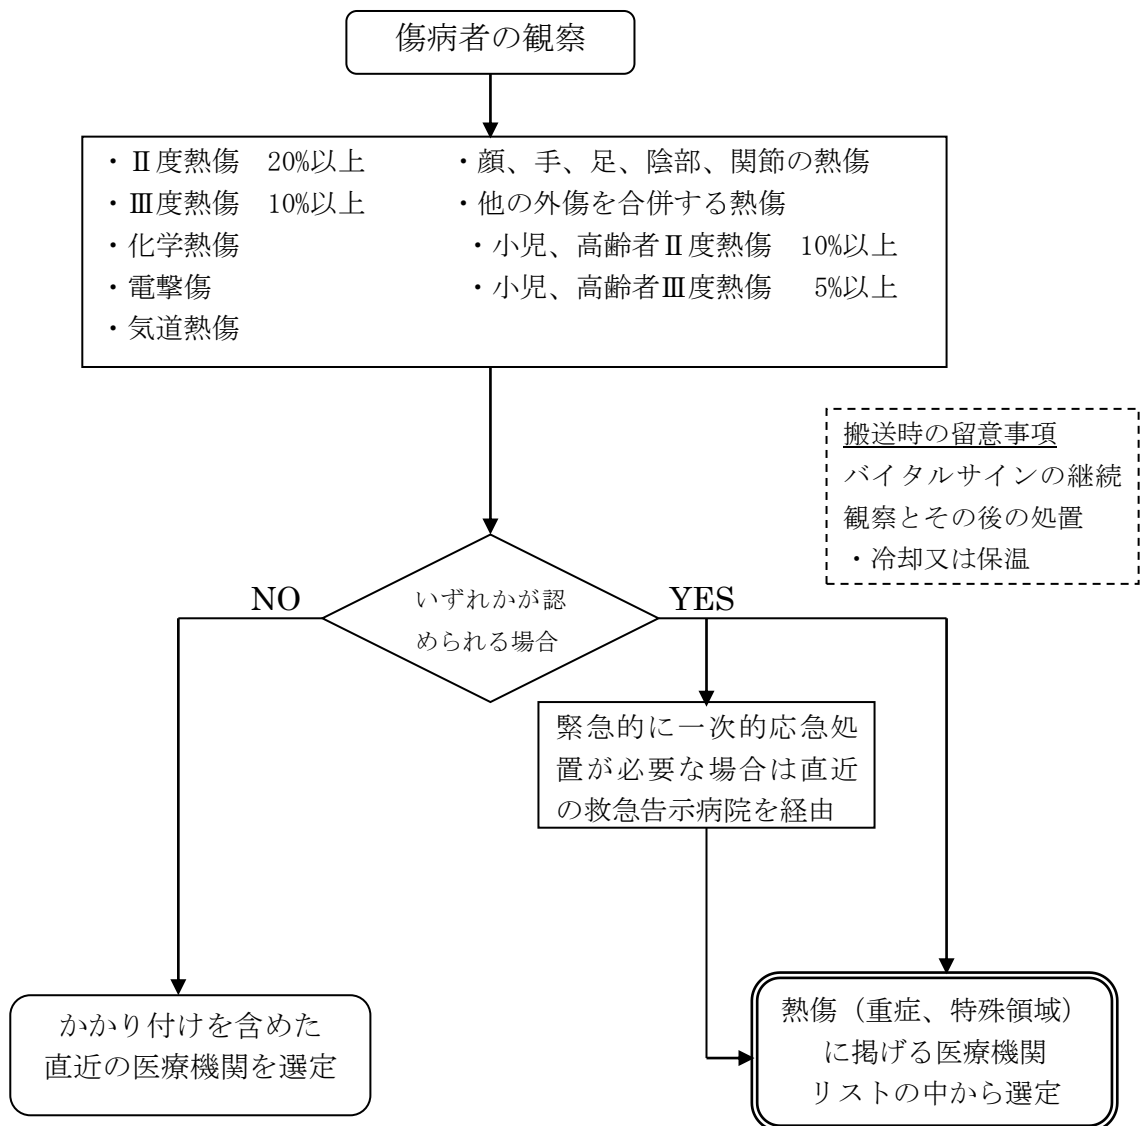 傷病者の観察
・Ⅱ度熱傷　20%以上
・Ⅲ度熱傷　10%以上
・化学熱傷
・電撃傷
・気道熱傷
・顔、手、足、陰部、関節の熱傷
・他の外傷を合併する熱傷
・小児、高齢者Ⅱ度熱傷　10%以上
・小児、高齢者Ⅲ度熱傷　5%以上
搬送時の留意事項
バイタルサインの継続
観察とその後の処置
・冷却又は保温
NO
いずれかが認
められる場合
YES
緊急的に一次的応急処
置が必要な場合は直近
の救急告示病院を経由
かかり付けを含めた
直近の医療機関を選定
熱傷（重症、特殊領域）
に掲げる医療機関
リストの中から選定